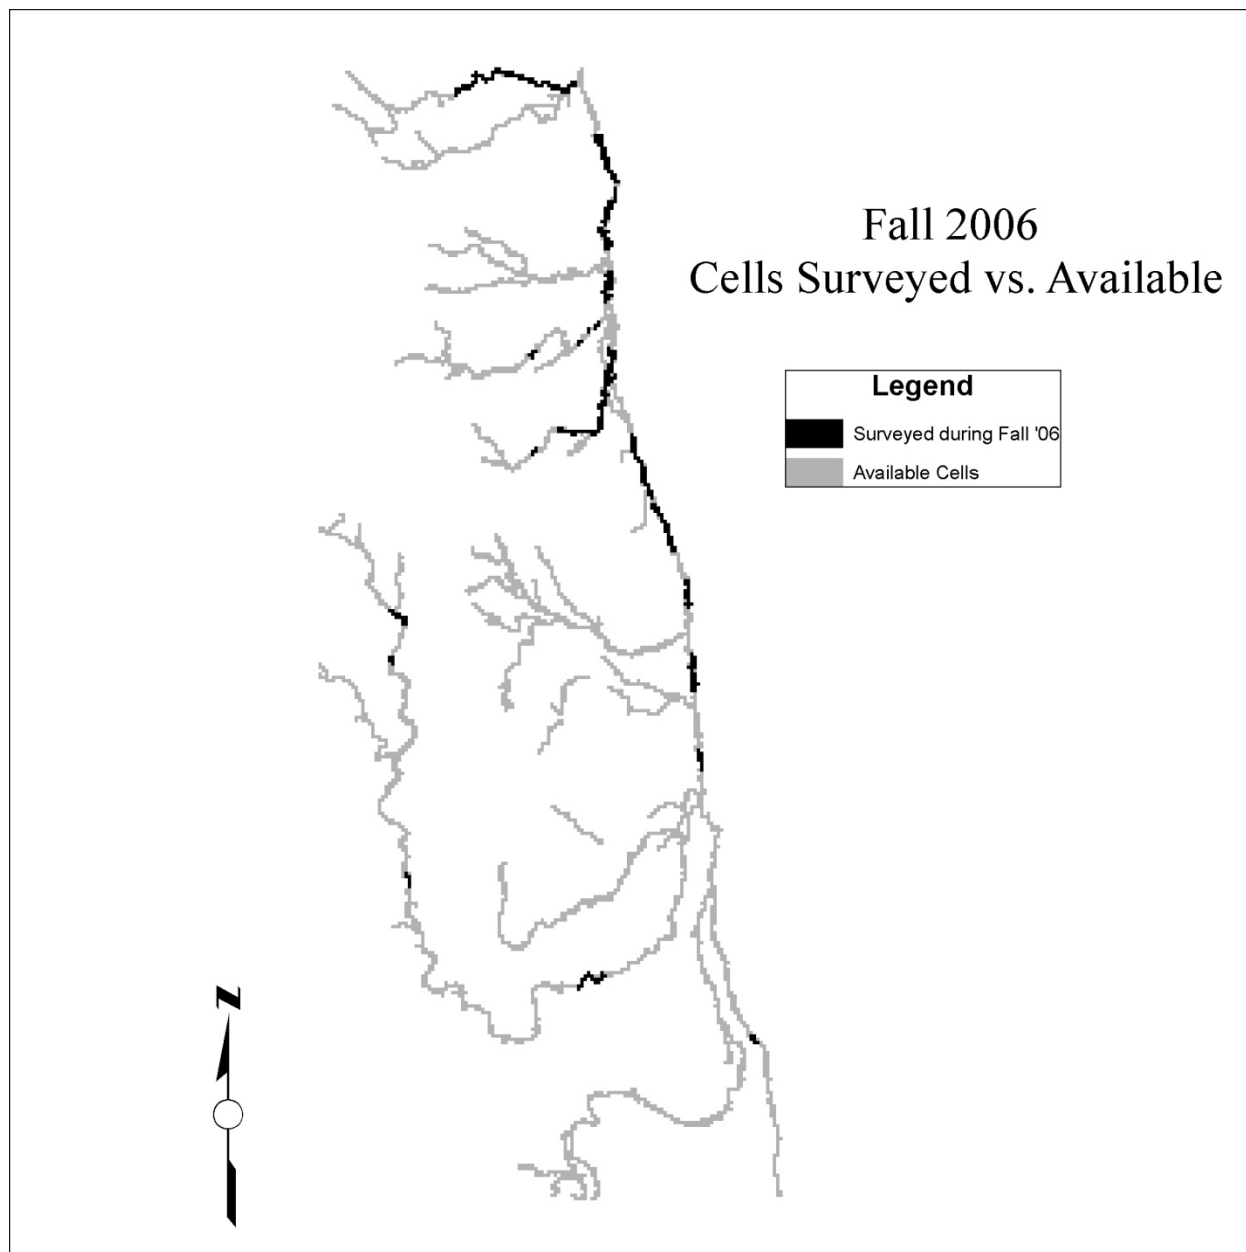 Fall 2006
Cells Surveyed vs. Available
Legend
Surveyed during Fall '06
Available Cells
N